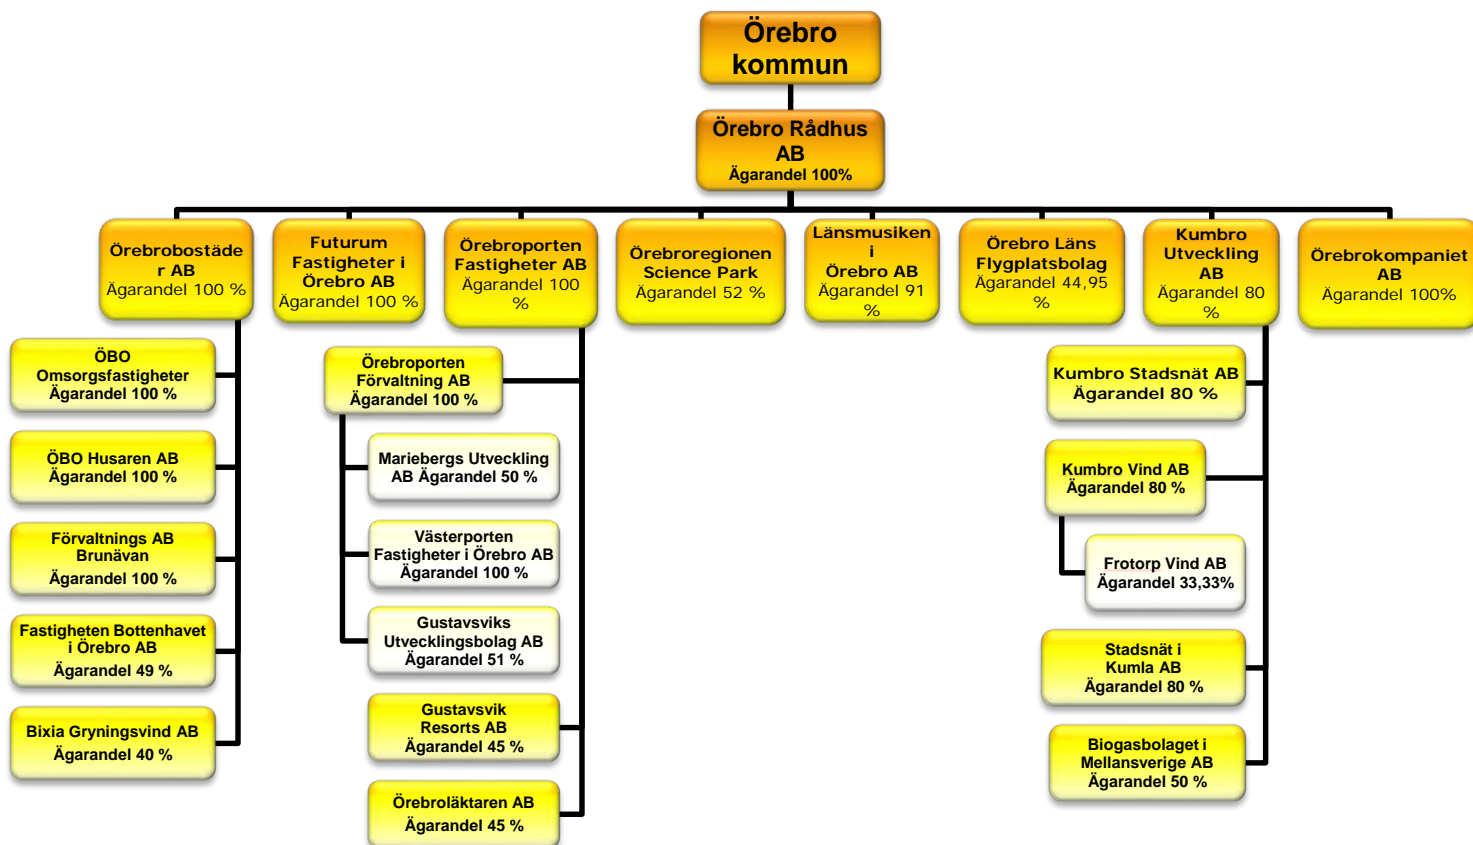 Örebro
kommun
Örebro Rådhus
AB
Ägarandel 100%
Örebrobostäde
r AB
Ägarandel 100 %
Futurum
Fastigheter i
Örebro AB
Ägarandel 100 %
Örebroporten
Fastigheter AB
Ägarandel 100
%
Örebroregionen
Science Park
Ägarandel 52 %
Länsmusiken
i
Örebro AB
Ägarandel 91
%
Örebro Läns
Flygplatsbolag
Ägarandel 44,95
%
Kumbro
Utveckling
AB
Ägarandel 80
%
Örebrokompaniet
AB
Ägarandel 100%
ÖBO
Omsorgsfastigheter
Ägarandel 100 %
ÖBO Husaren AB
Ägarandel 100 %
Förvaltnings AB
Brunävan
Ägarandel 100 %
Fastigheten Bottenhavet
i Örebro AB
Ägarandel 49 %
Bixia Gryningsvind AB
Ägarandel 40 %
Örebroporten
Förvaltning AB
Ägarandel 100 %
Mariebergs Utveckling
AB Ägarandel 50 %
Västerporten
Fastigheter i Örebro AB
Ägarandel 100 %
Gustavsviks
Utvecklingsbolag AB
Ägarandel 51 %
Gustavsvik
Resorts AB
Ägarandel 45 %
Örebroläktaren AB
Ägarandel 45 %
Kumbro Stadsnät AB
Ägarandel 80 %
Kumbro Vind AB
Ägarandel 80 %
Frotorp Vind AB
Ägarandel 33,33%
Stadsnät i
Kumla AB
Ägarandel 80 %
Biogasbolaget i
Mellansverige AB
Ägarandel 50 %